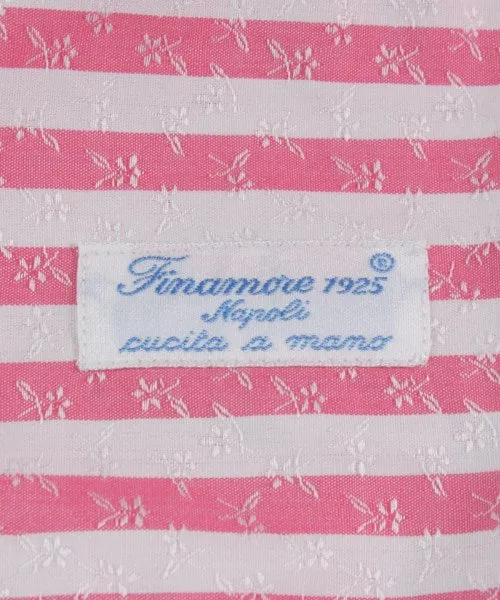 Finamore 1925®
Napoli
cucita a mano